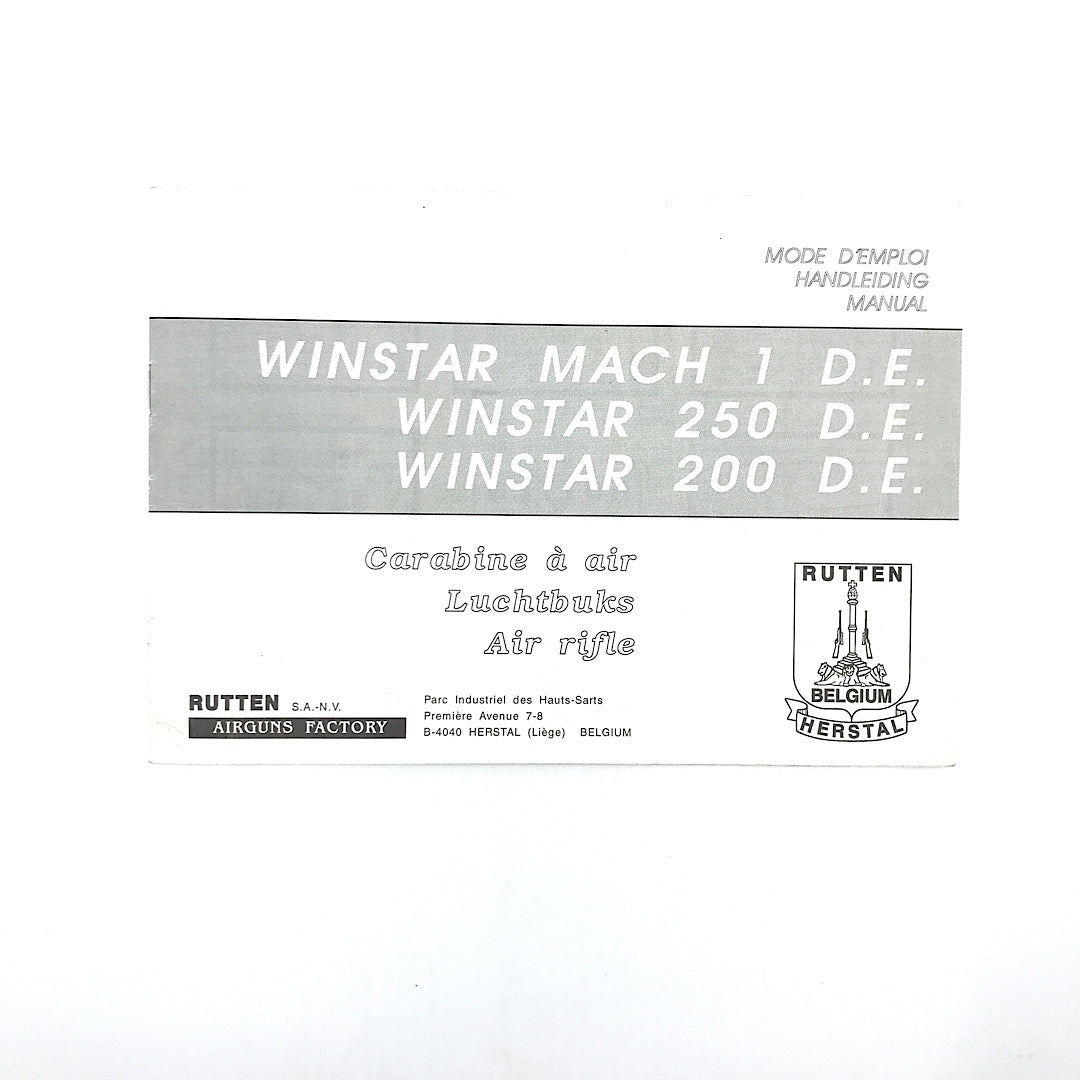 MODE D'EMPLOI
HANDLEIDING
MANUAL
WINSTAR MACH 1 D.E.
WINSTAR 250 D.E.
WINSTAR 200 D.E.
Carabine à air
Luchtbuks
Air rifle
RUTTEN S.A.-N.V.
AIRGUNS FACTORY
Parc Industriel des Hauts-Sarts
Première Avenue 7-8
B-4040 HERSTAL (Liège) BELGIUM
RUTTEN
BELGIUM
HERSTAL